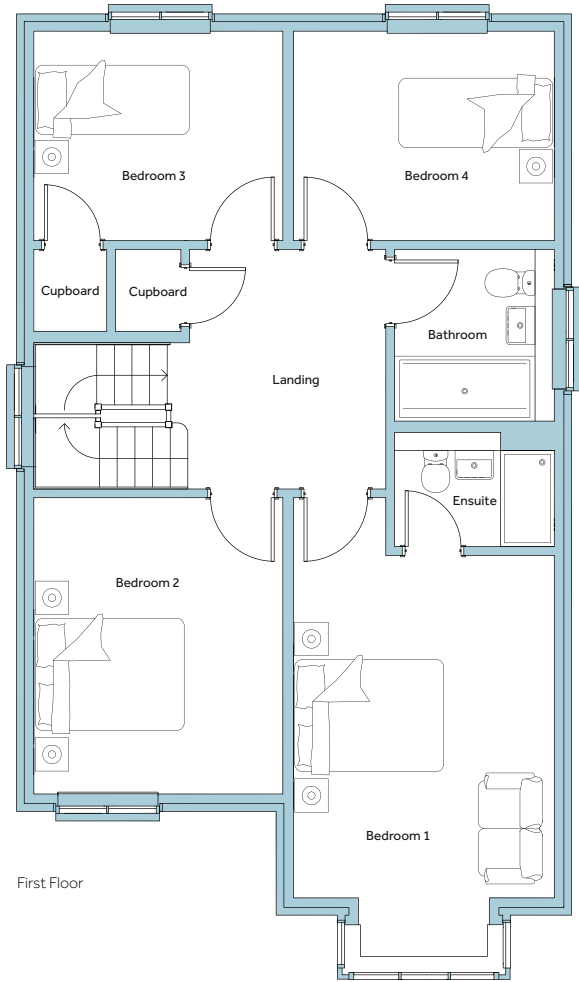 Bedroom 3
Bedroom 4
Cupboard
Cupboard
Bathroom
Landing
Ensuite
Bedroom 2
Bedroom 1
First Floor